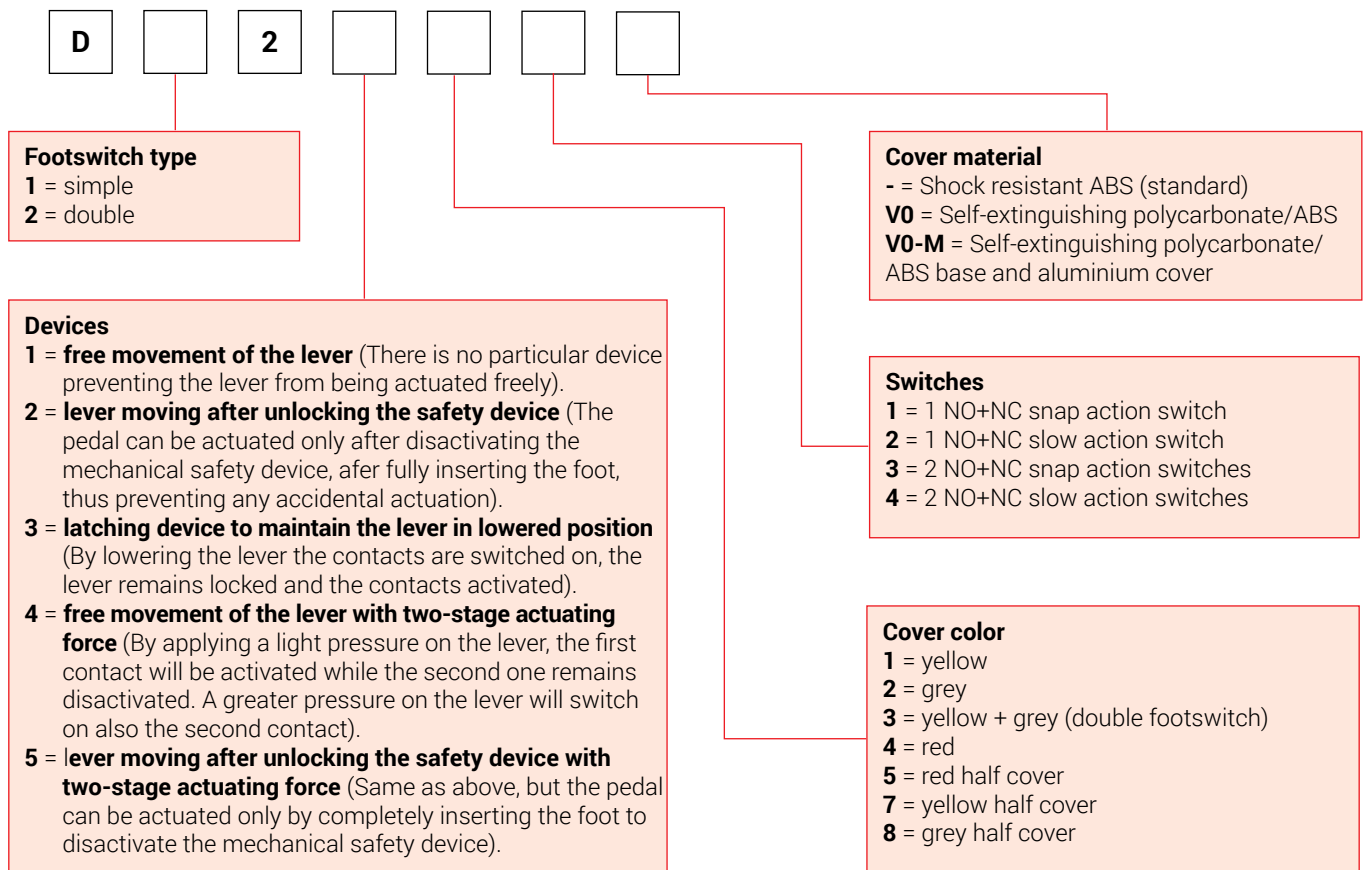 D 2
Footswitch type
1 = simple
2 = double
Devices
1 = free movement of the lever (There is no particular device
preventing the lever from being actuated freely).
2 = lever moving after unlocking the safety device (The
pedal can be actuated only after disactivating the
mechanical safety device, afer fully inserting the foot,
thus preventing any accidental actuation).
3 = latching device to maintain the lever in lowered position
(By lowering the lever the contacts are switched on, the
lever remains locked and the contacts activated).
4 = free movement of the lever with two-stage actuating
force (By applying a light pressure on the lever, the first
contact will be activated while the second one remains
disactivated. A greater pressure on the lever will switch
on also the second contact).
5 = lever moving after unlocking the safety device with
two-stage actuating force (Same as above, but the pedal
can be actuated only by completely inserting the foot to
disactivate the mechanical safety device).
Cover material
- = Shock resistant ABS (standard)
V0 = Self-extinguishing polycarbonate/ABS
V0-M = Self-extinguishing polycarbonate/
ABS base and aluminium cover
Switches
1 = 1 NO+NC snap action switch
2 = 1 NO+NC slow action switch
3 = 2 NO+NC snap action switches
4 = 2 NO+NC slow action switches
Cover color
1 = yellow
2 = grey
3 = yellow + grey (double footswitch)
4 = red
5 = red half cover
7 = yellow half cover
8 = grey half cover